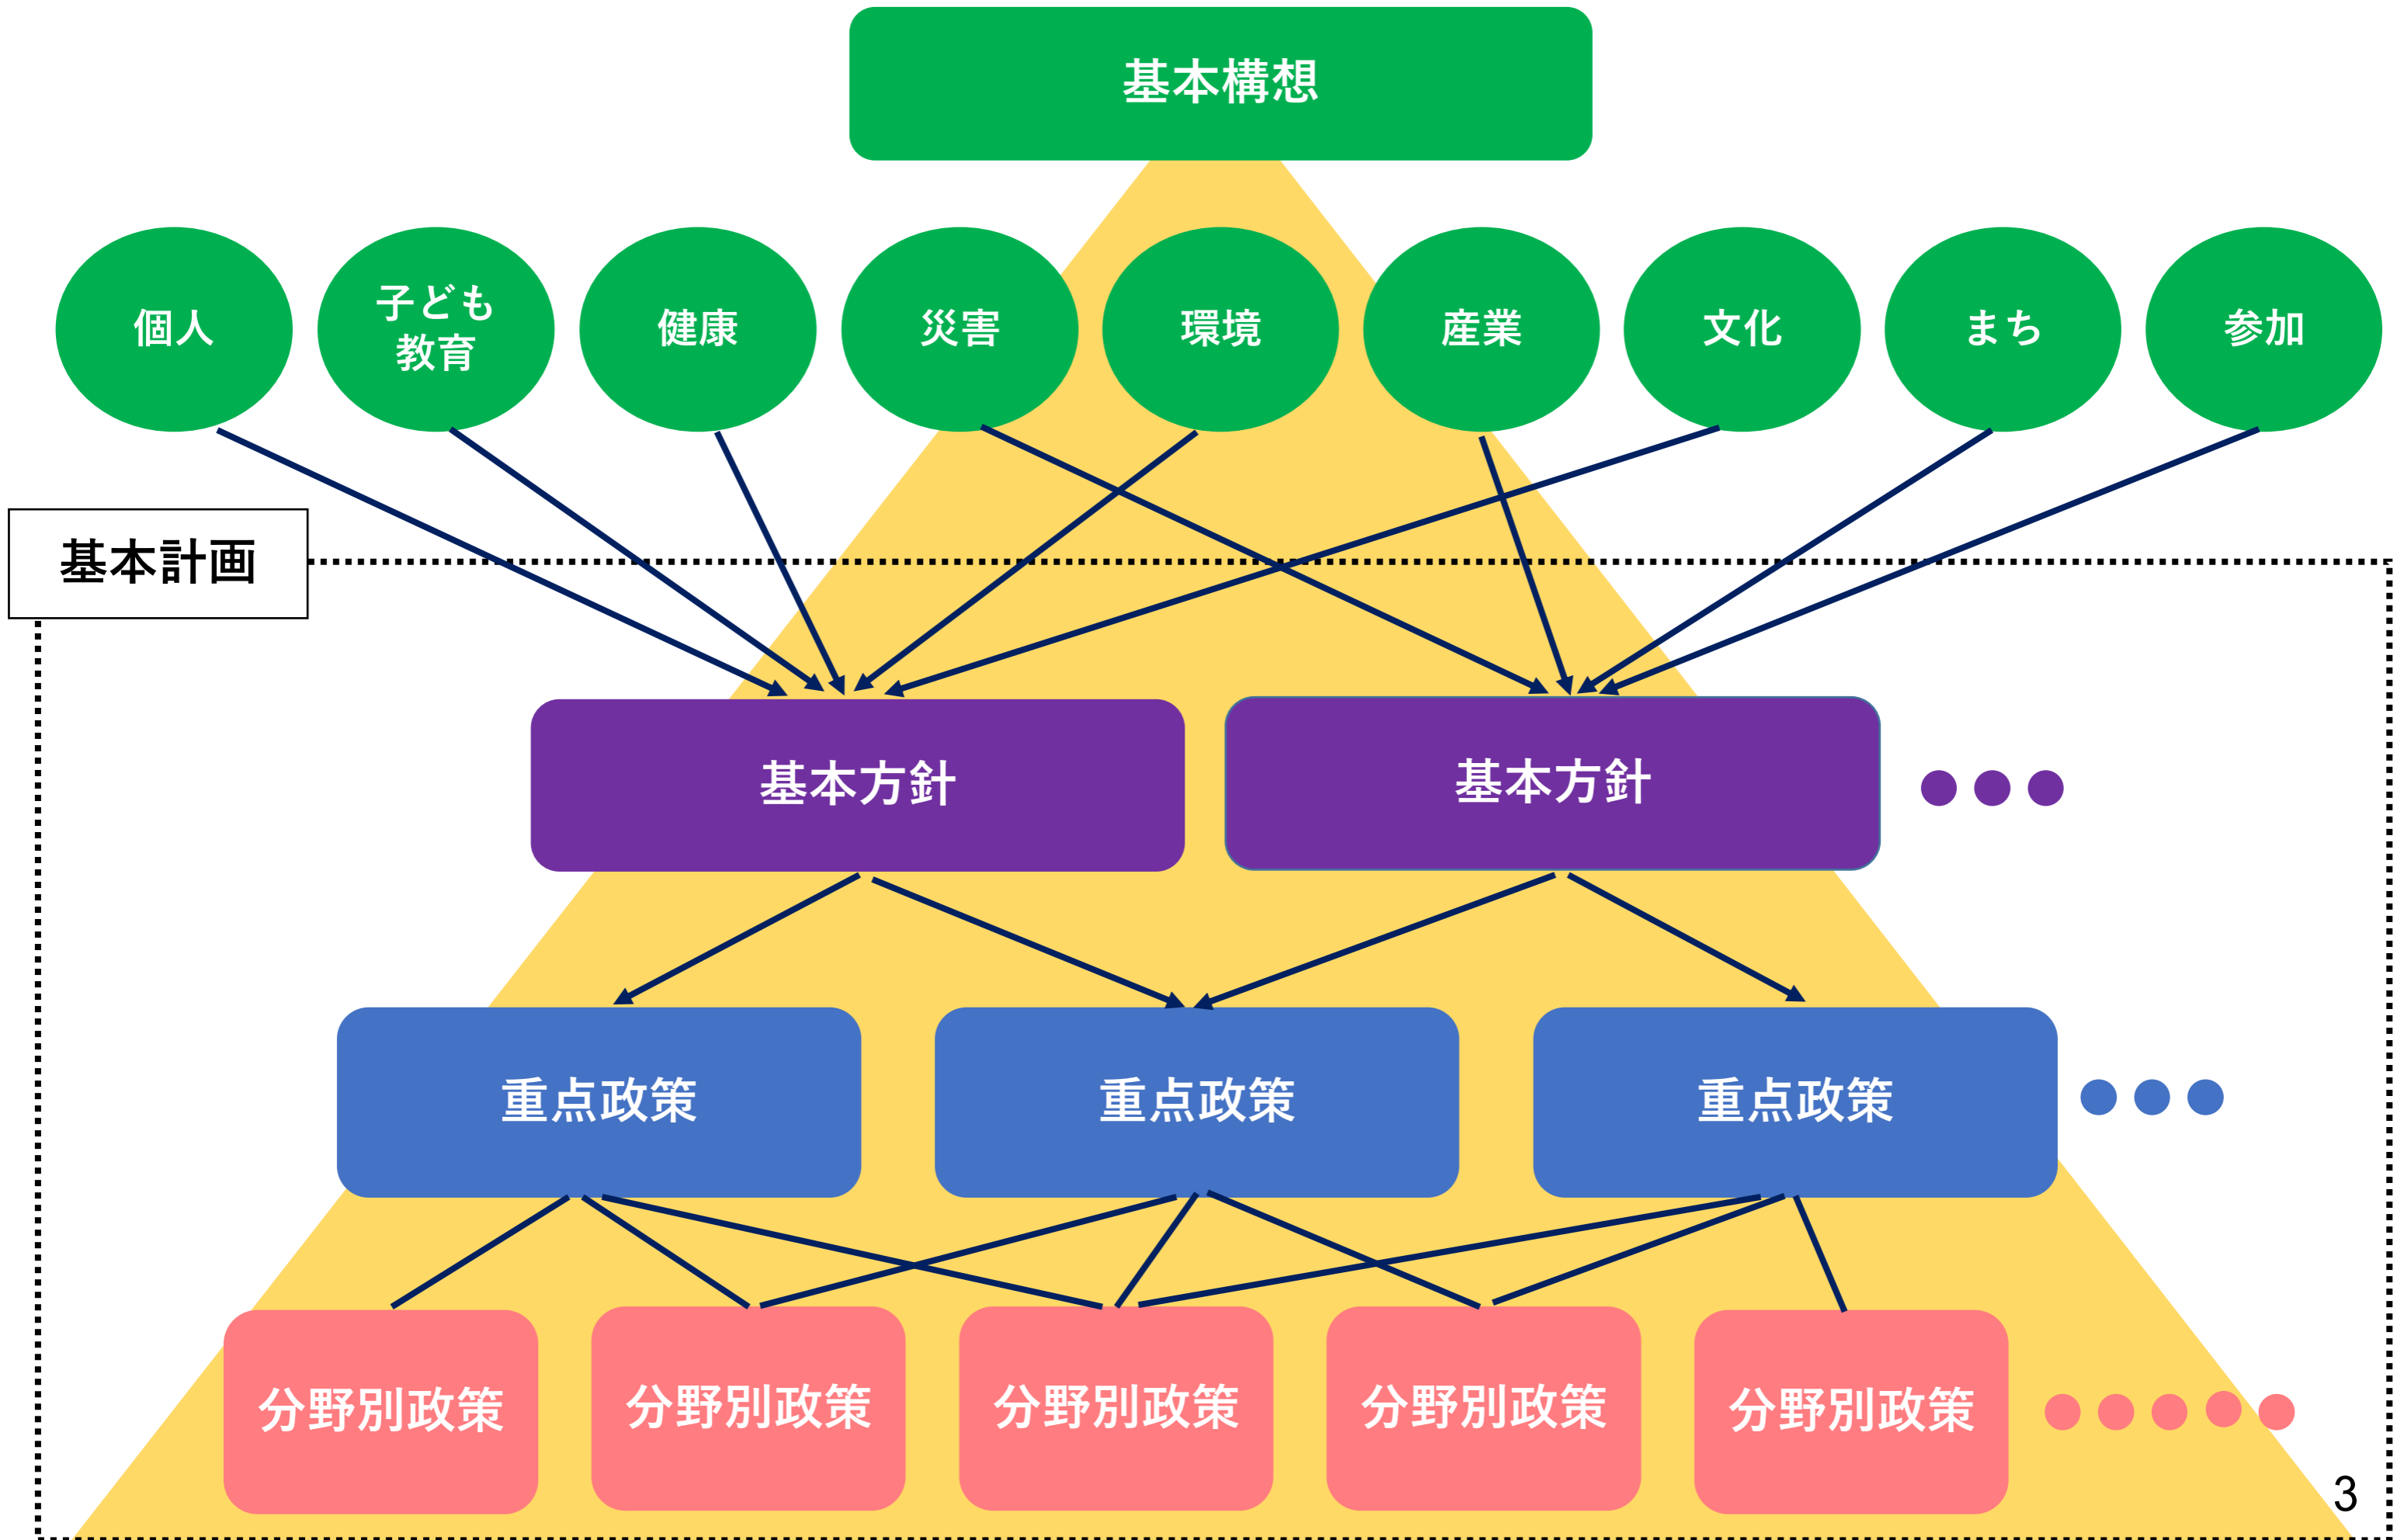 基本構想
個人
子ども
教育
健康
災害
環境
産業
文化
まち
参加
基本計画
基本方針
基本方針
重点政策
重点政策
重点政策
分野別政策
分野別政策
分野別政策
分野別政策
分野別政策
3